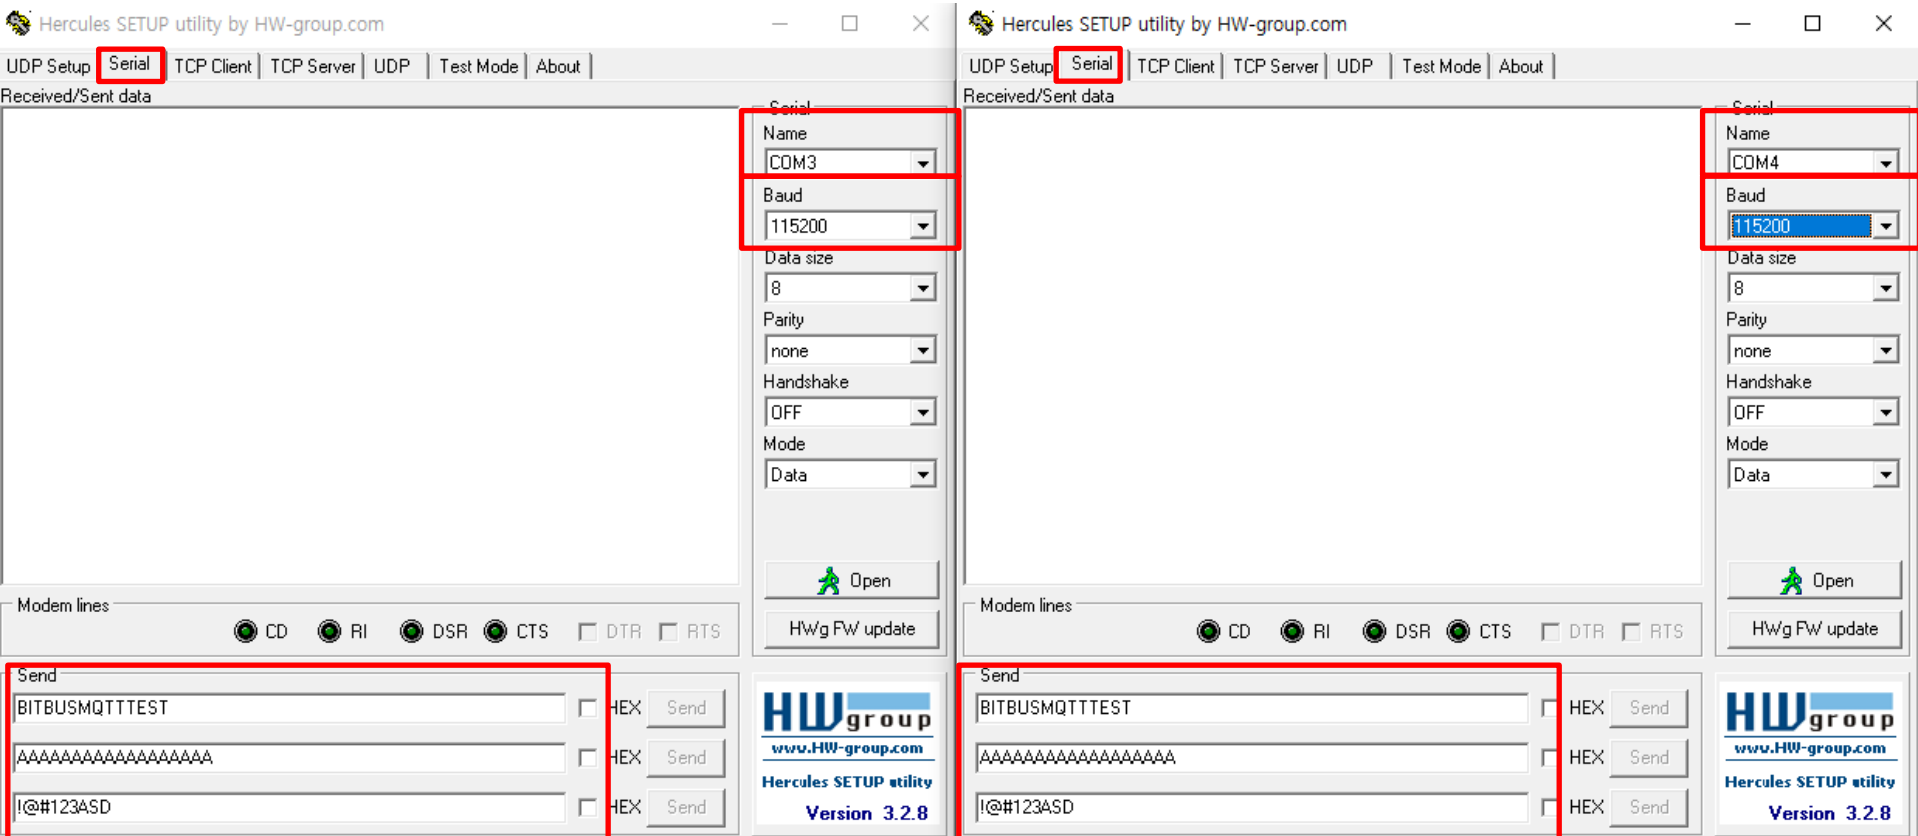 Hercules SETUP utility by HW-group.com
UDP Setup Serial TCP Client TCP Server UDP Test Mode About
Received/Sent data
Serial
Name
COM3
Baud
115200
Data size
8
Parity
none
Handshake
OFF
Mode
Data
Open
HWg FW update
Modem lines
CD RI DSR CTS DTR RTS
Send
BITBUSMQTTTEST HEX Send
AAAAAAAAAAAAAAAAAA HEX Send
!@#123ASD HEX Send
HW group
www.HW-group.com
Hercules SETUP utility
Version 3.2.8
Hercules SETUP utility by HW-group.com
UDP Setup Serial TCP Client TCP Server UDP Test Mode About
Received/Sent data
Serial
Name
COM4
Baud
115200
Data size
8
Parity
none
Handshake
OFF
Mode
Data
Open
HWg FW update
Modem lines
CD RI DSR CTS DTR RTS
Send
BITBUSMQTTTEST HEX Send
AAAAAAAAAAAAAAAAAA HEX Send
!@#123ASD HEX Send
HW group
www.HW-group.com
Hercules SETUP utility
Version 3.2.8